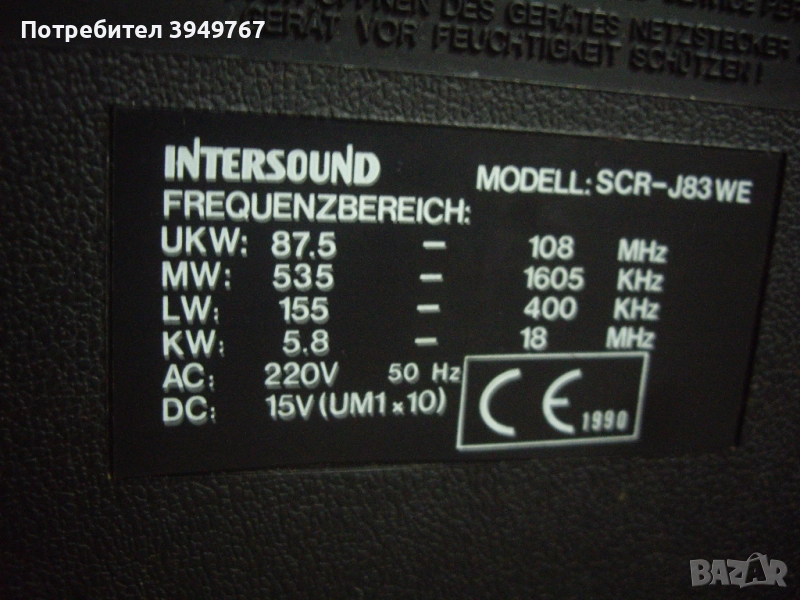 Потребител 3949767
ÖFFNEN DES GERÄTES NETZSTECKER
GERÄT VOR FEUCHTIGKEIT SCHÜTZEN!
INTERSOUND
MODELL: SCR-J83WE
FREQUENZBEREICH:
UKW: 87.5 - 108 MHz
MW: 535 - 1605 KHz
LW: 155 - 400 KHz
KW: 5.8 - 18 MHz
AC: 220V 50 Hz
DC: 15V (UM1 x 10)
CE 1990
BAZAR